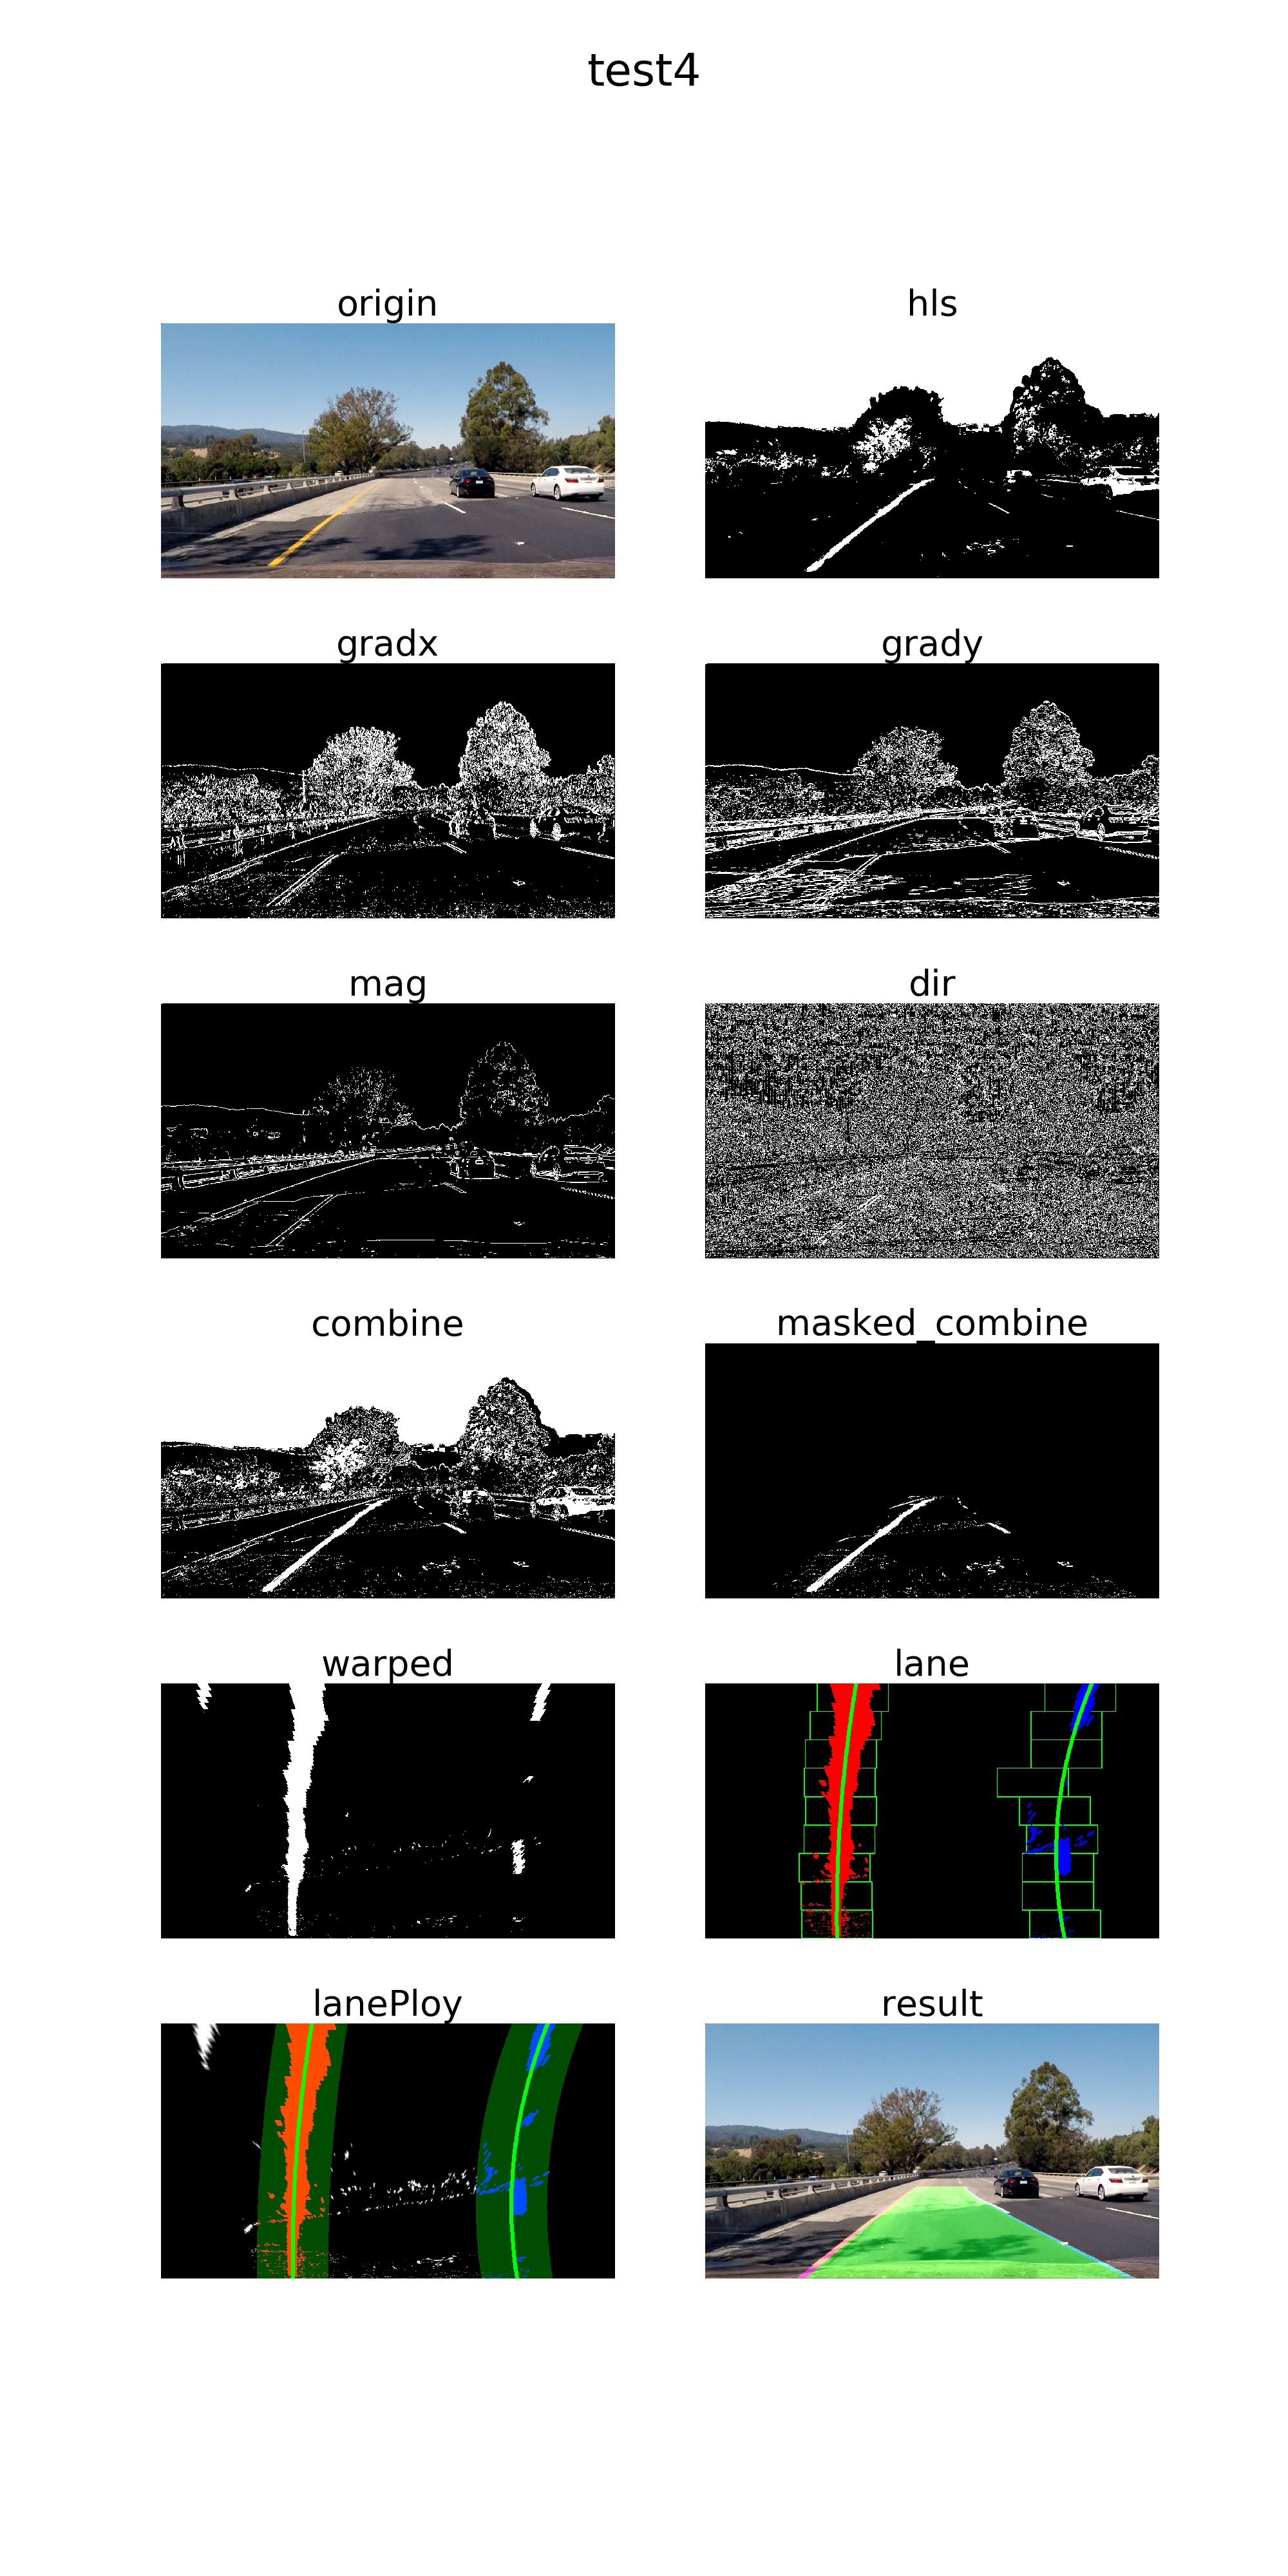 test4
origin
hls
gradx
grady
mag
dir
combine
masked_combine
warped
lane
lanePloy
result